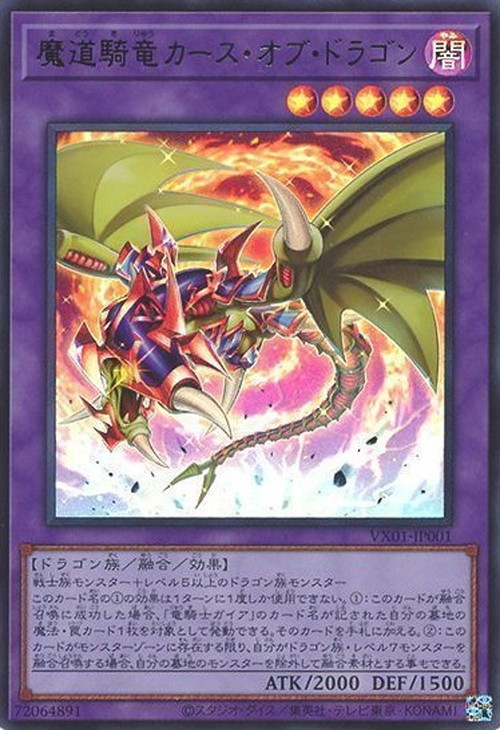 魔道騎竜カース・オブ・ドラゴン
闇
VX01-JP001
【ドラゴン族／融合／効果】
戦士族モンスター＋レベル５以上のドラゴン族モンスター
このカード名の①の効果は１ターンに１度しか使用できない。①：このカードが融合
召喚に成功した場合、「竜騎士ガイア」のカード名が記された自分の墓地の
魔法・罠カード１枚を対象として発動できる。そのカードを手札に加える。②：このカ
ードがモンスターゾーンに存在する限り、自分がドラゴン族・レベル７モンスターを
融合召喚する場合、自分の墓地のモンスターを除外して融合素材とする事もできる。
ATK/2000 DEF/1500
72064891
©スタジオ・ダイス／集英社・テレビ東京・KONAMI